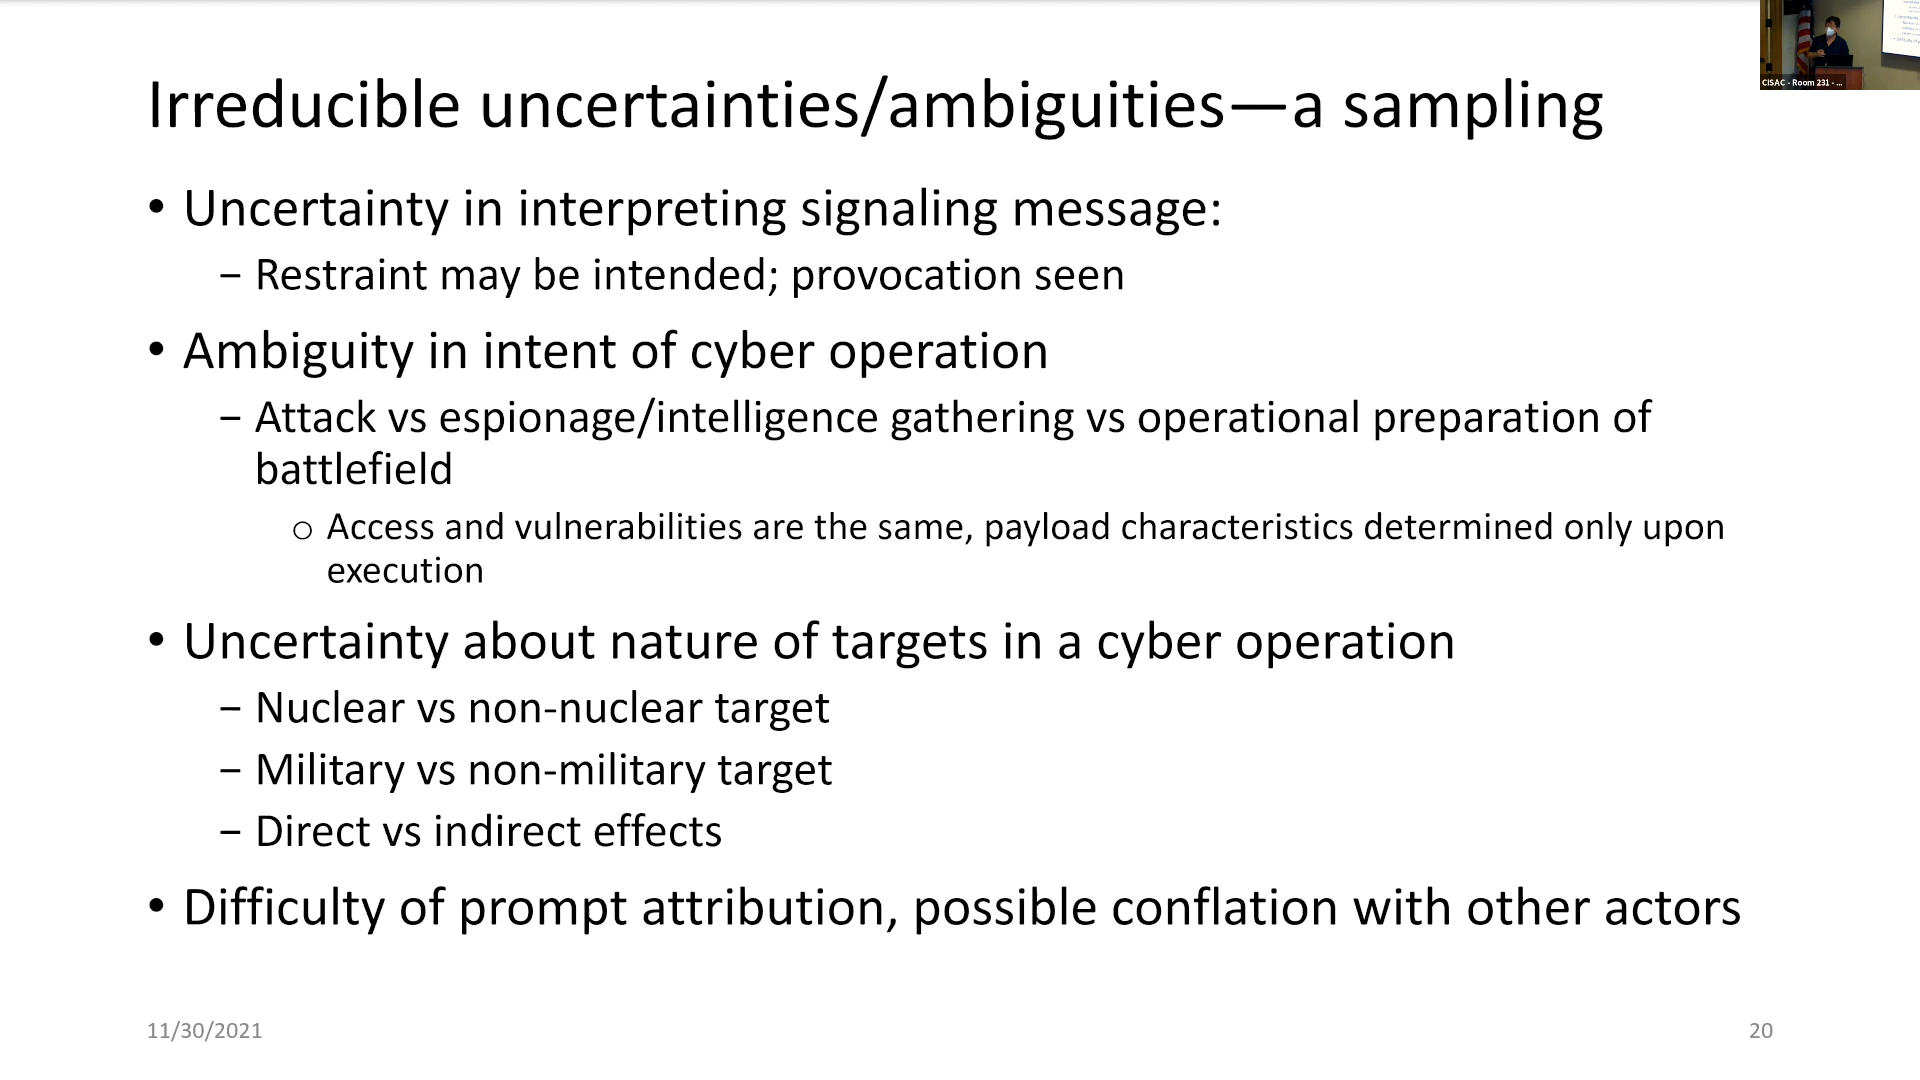 Irreducible uncertainties/ambiguities—a sampling
• Uncertainty in interpreting signaling message:
– Restraint may be intended; provocation seen
• Ambiguity in intent of cyber operation
– Attack vs espionage/intelligence gathering vs operational preparation of
battlefield
o Access and vulnerabilities are the same, payload characteristics determined only upon
execution
• Uncertainty about nature of targets in a cyber operation
– Nuclear vs non-nuclear target
– Military vs non-military target
– Direct vs indirect effects
• Difficulty of prompt attribution, possible conflation with other actors
11/30/2021
20
CISAC - Room 231 - ...